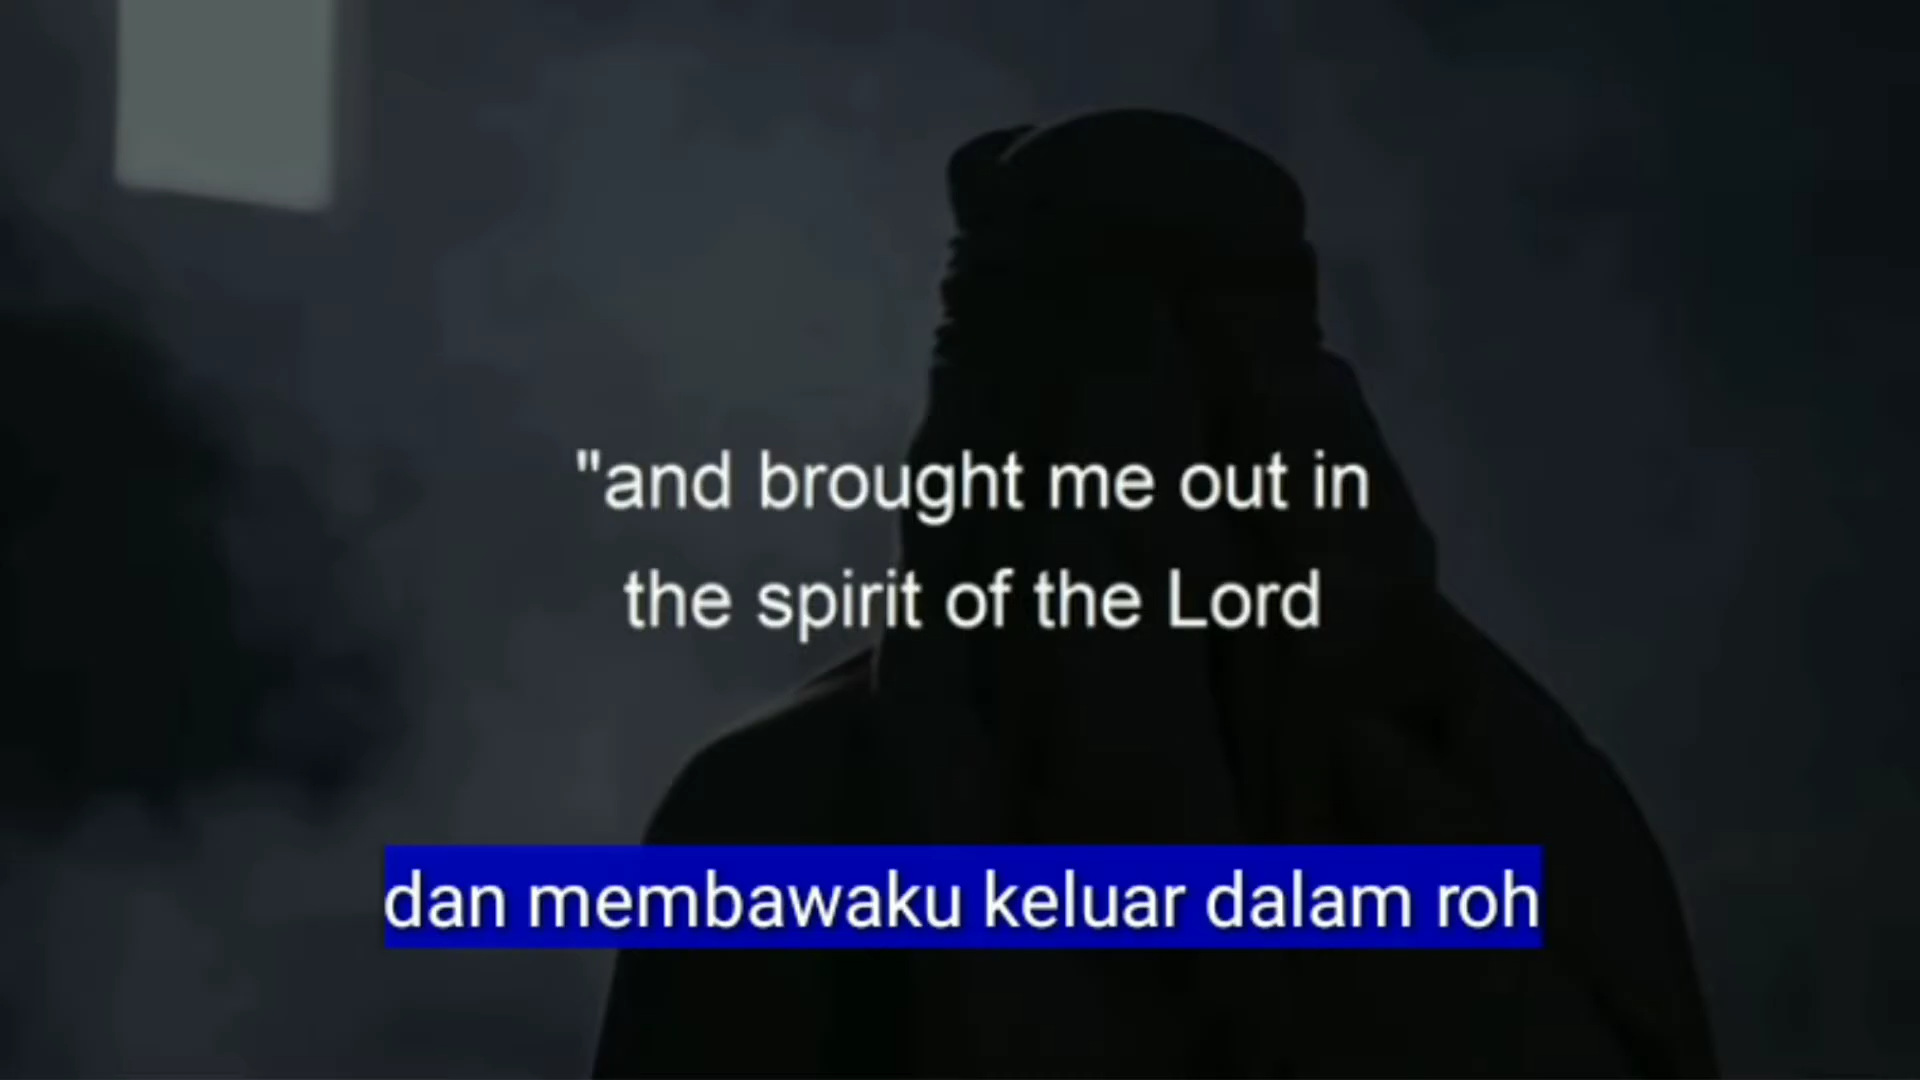 "and brought me out in
the spirit of the Lord
dan membawaku keluar dalam roh